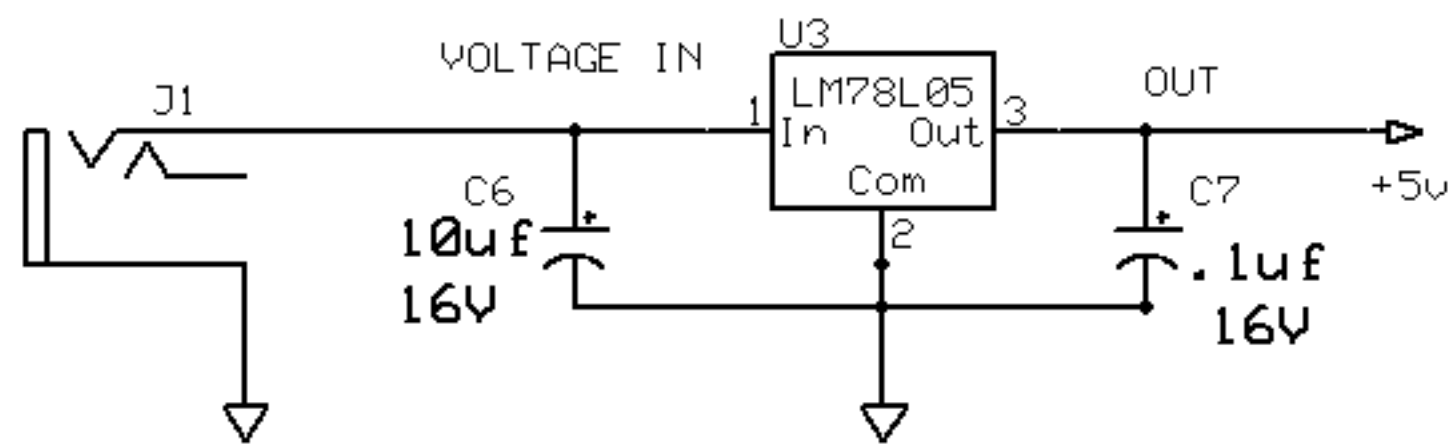 U3
VOLTAGE IN
LM78L05
OUT
J1
1
In
Out
3
C6
Com
C7
+5v
10uf
2
.1uf
16V
16V